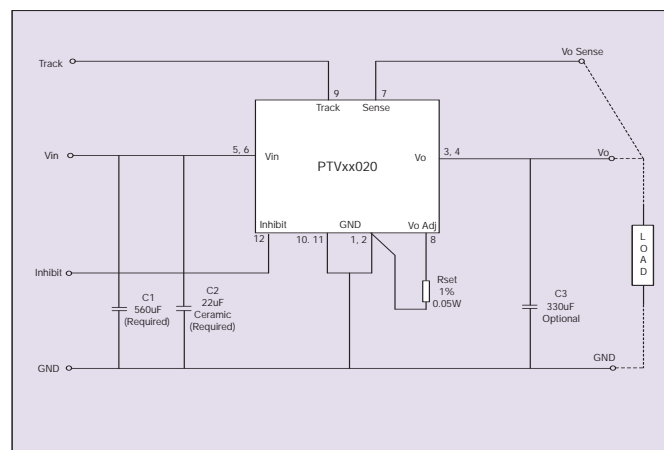 Vo Sense
Track
9
7
Track
Sense
Vin
5, 6
Vin
PTVxx020
Vo
3, 4
Vo
Inhibit
GND
Vo Adj
12
10. 11
1, 2
8
L
O
A
D
Inhibit
Rset
1%
0.05W
C1
560uF
(Required)
C2
22uF
Ceramic
(Required)
C3
330uF
Optional
GND
GND